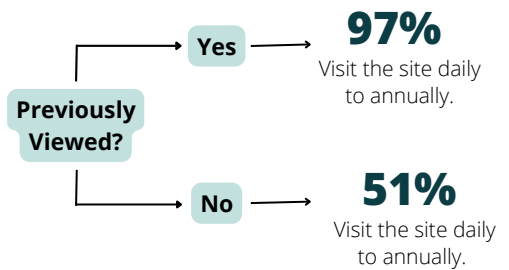 Previously
Viewed?
Yes
97%
Visit the site daily
to annually.
No
51%
Visit the site daily
to annually.